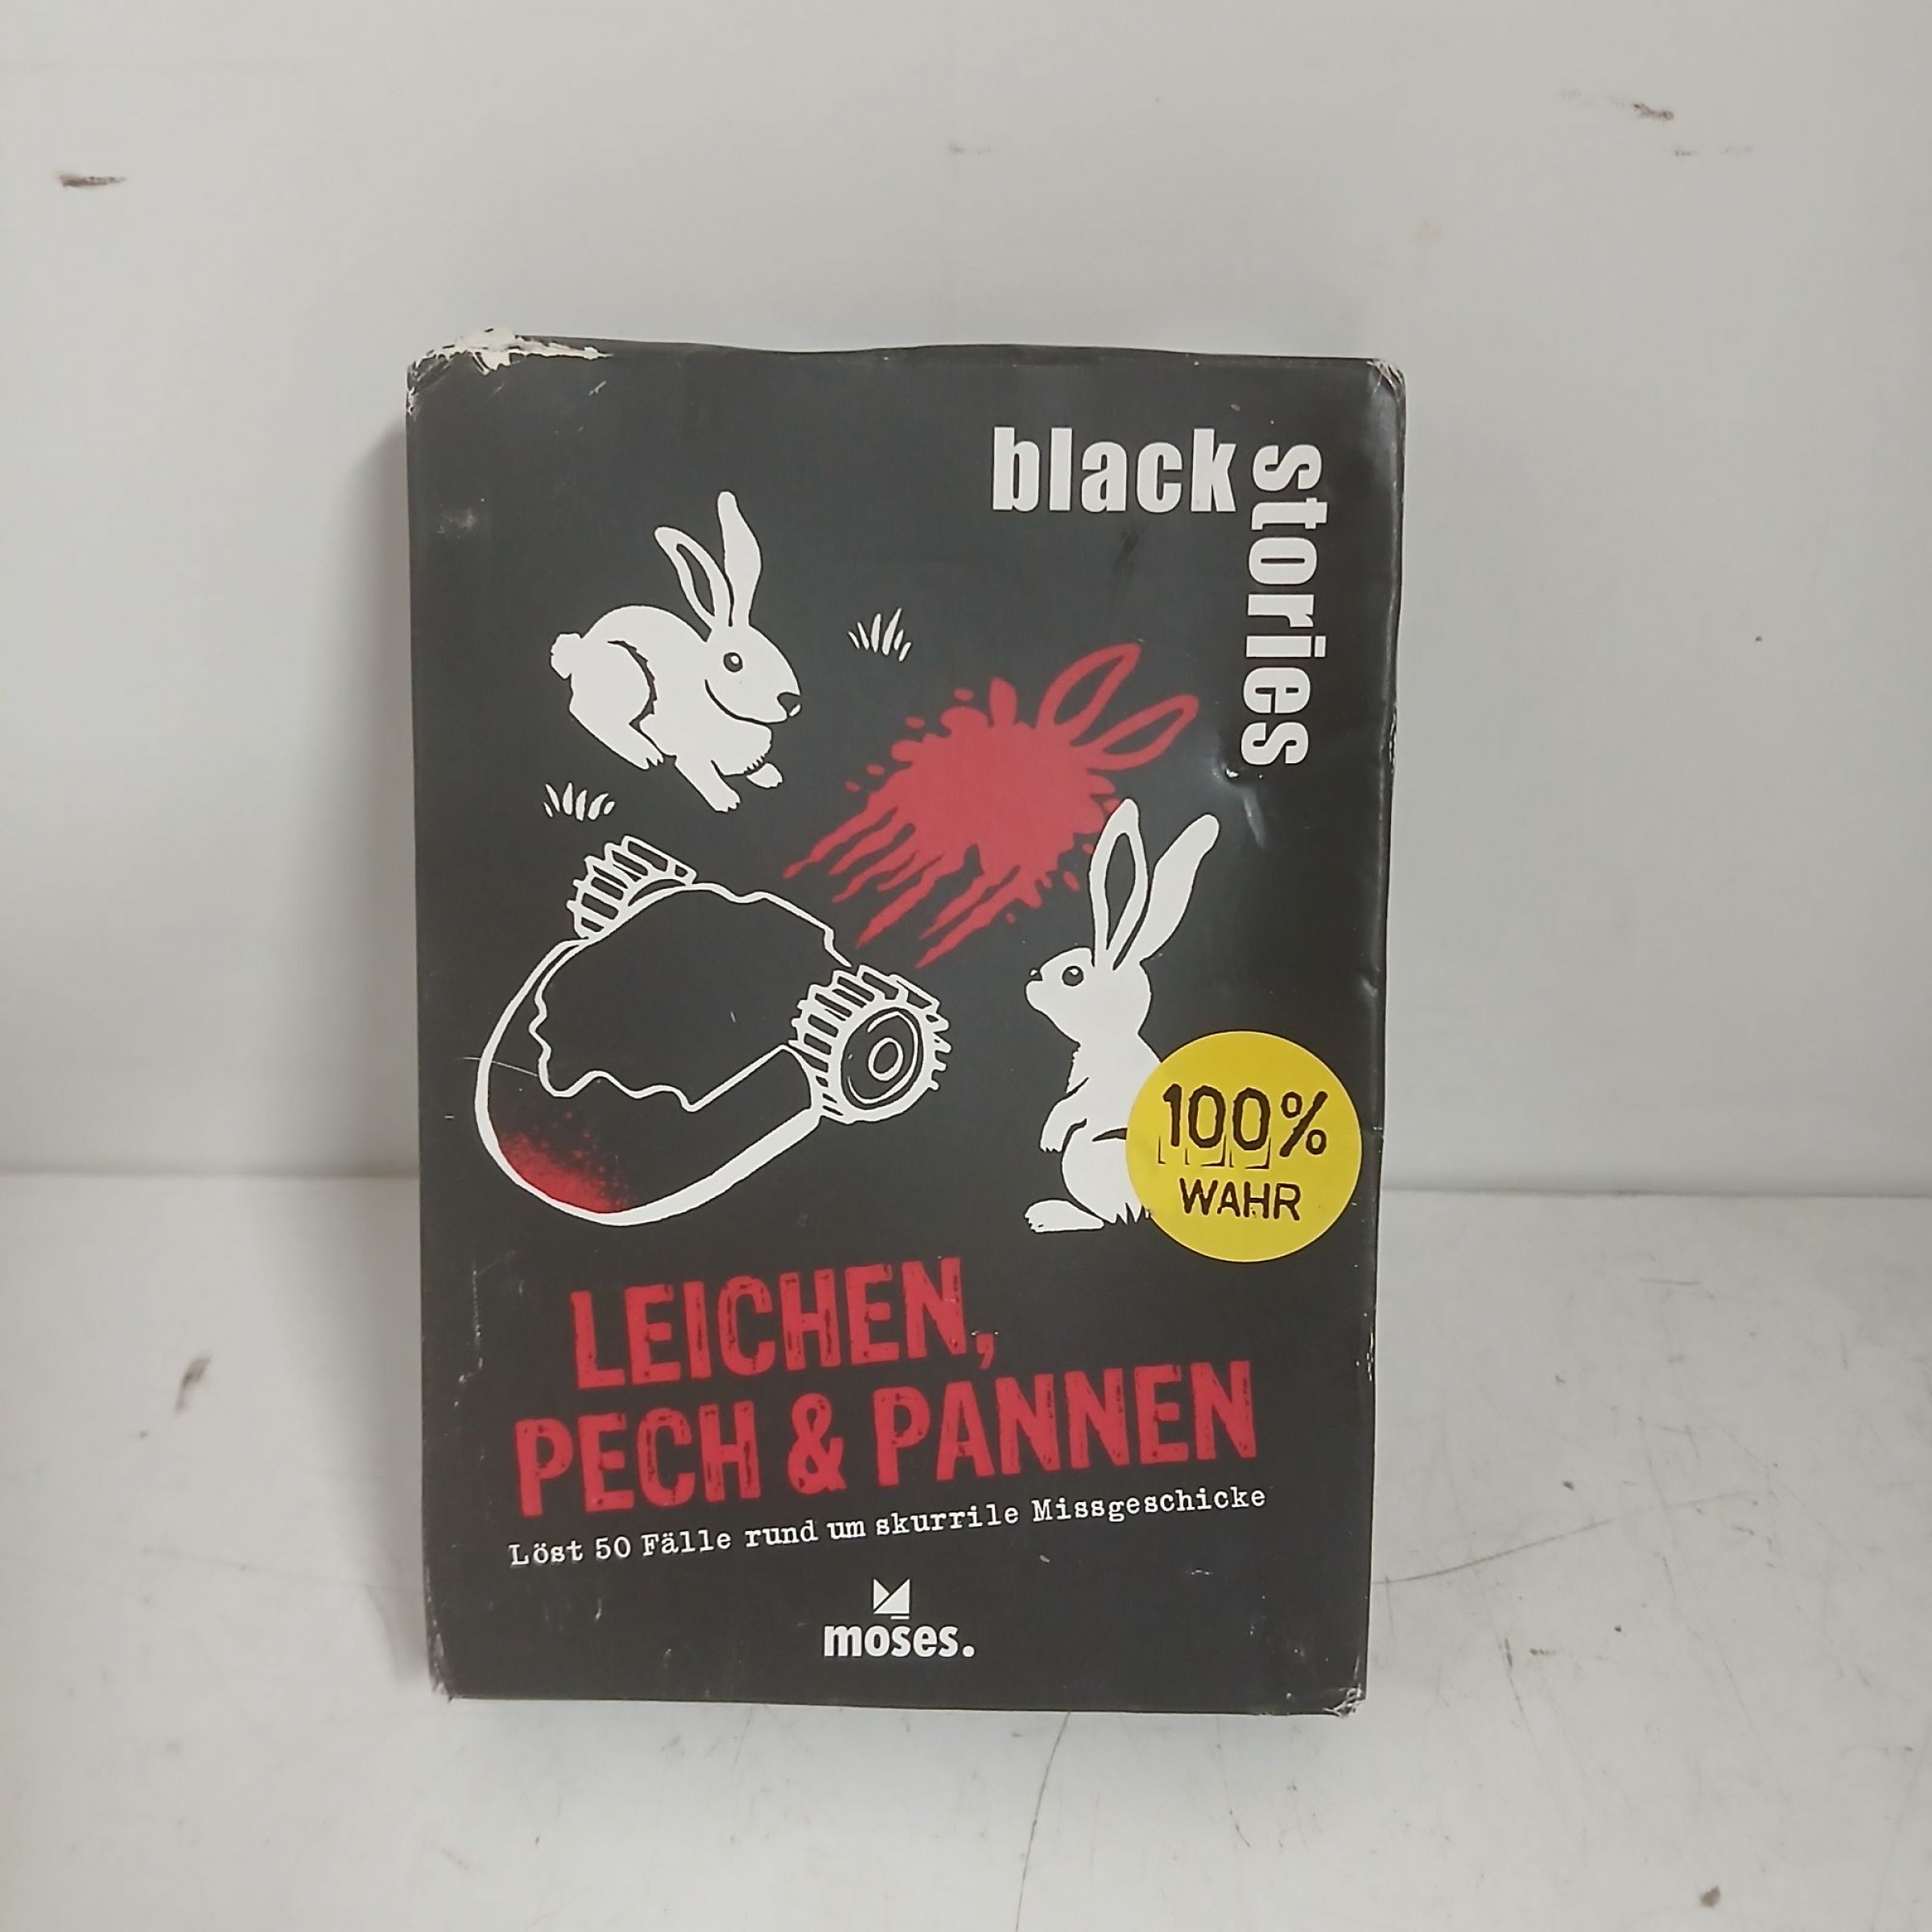 black
stories
100%
WAHR
LEICHEN,
PECH & PANNEN
Löst 50 Fälle rund um skurrile Missgeschicke
moses.